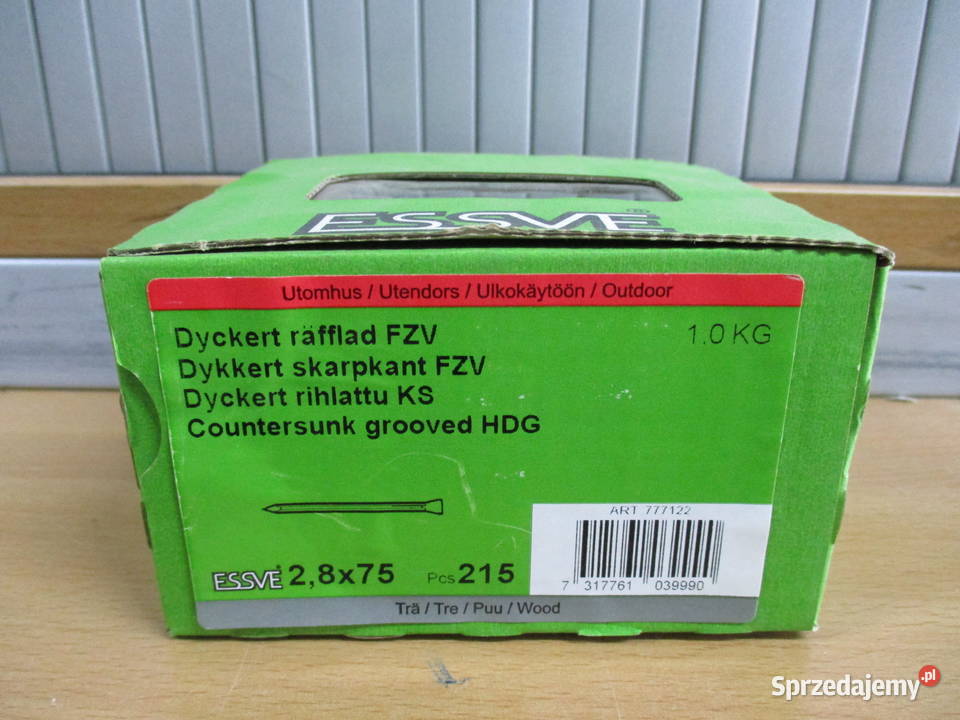 ESSVE
Utomhus / Utendors / Ulkokäytöön / Outdoor
Dyckert räfflad FZV 1.0 KG
Dykkert skarpkant FZV
Dyckert rihlattu KS
Countersunk grooved HDG
ART 777122
ESSVE 2,8x75 Pcs 215
7 317761 039990
Trä / Tre / Puu / Wood
Sprzedajemy.pl